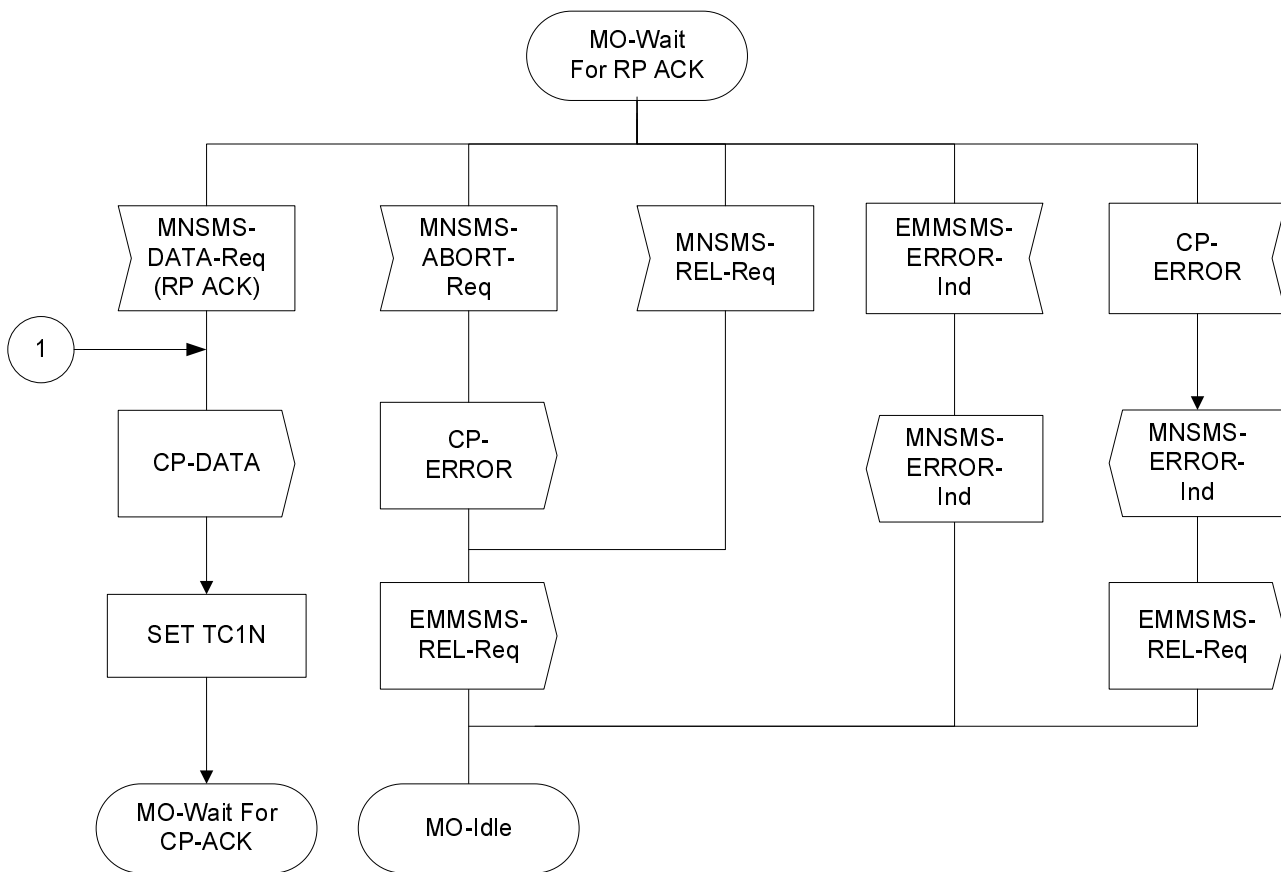 MO-Wait
For RP ACK
MNSMS-
DATA-Req
(RP ACK)
MNSMS-
ABORT-
Req
MNSMS-
REL-Req
EMMSMS-
ERROR-
Ind
CP-
ERROR
1
CP-DATA
CP-
ERROR
MNSMS-
ERROR-
Ind
MNSMS-
ERROR-
Ind
SET TC1N
EMMSMS-
REL-Req
EMMSMS-
REL-Req
MO-Wait For
CP-ACK
MO-Idle